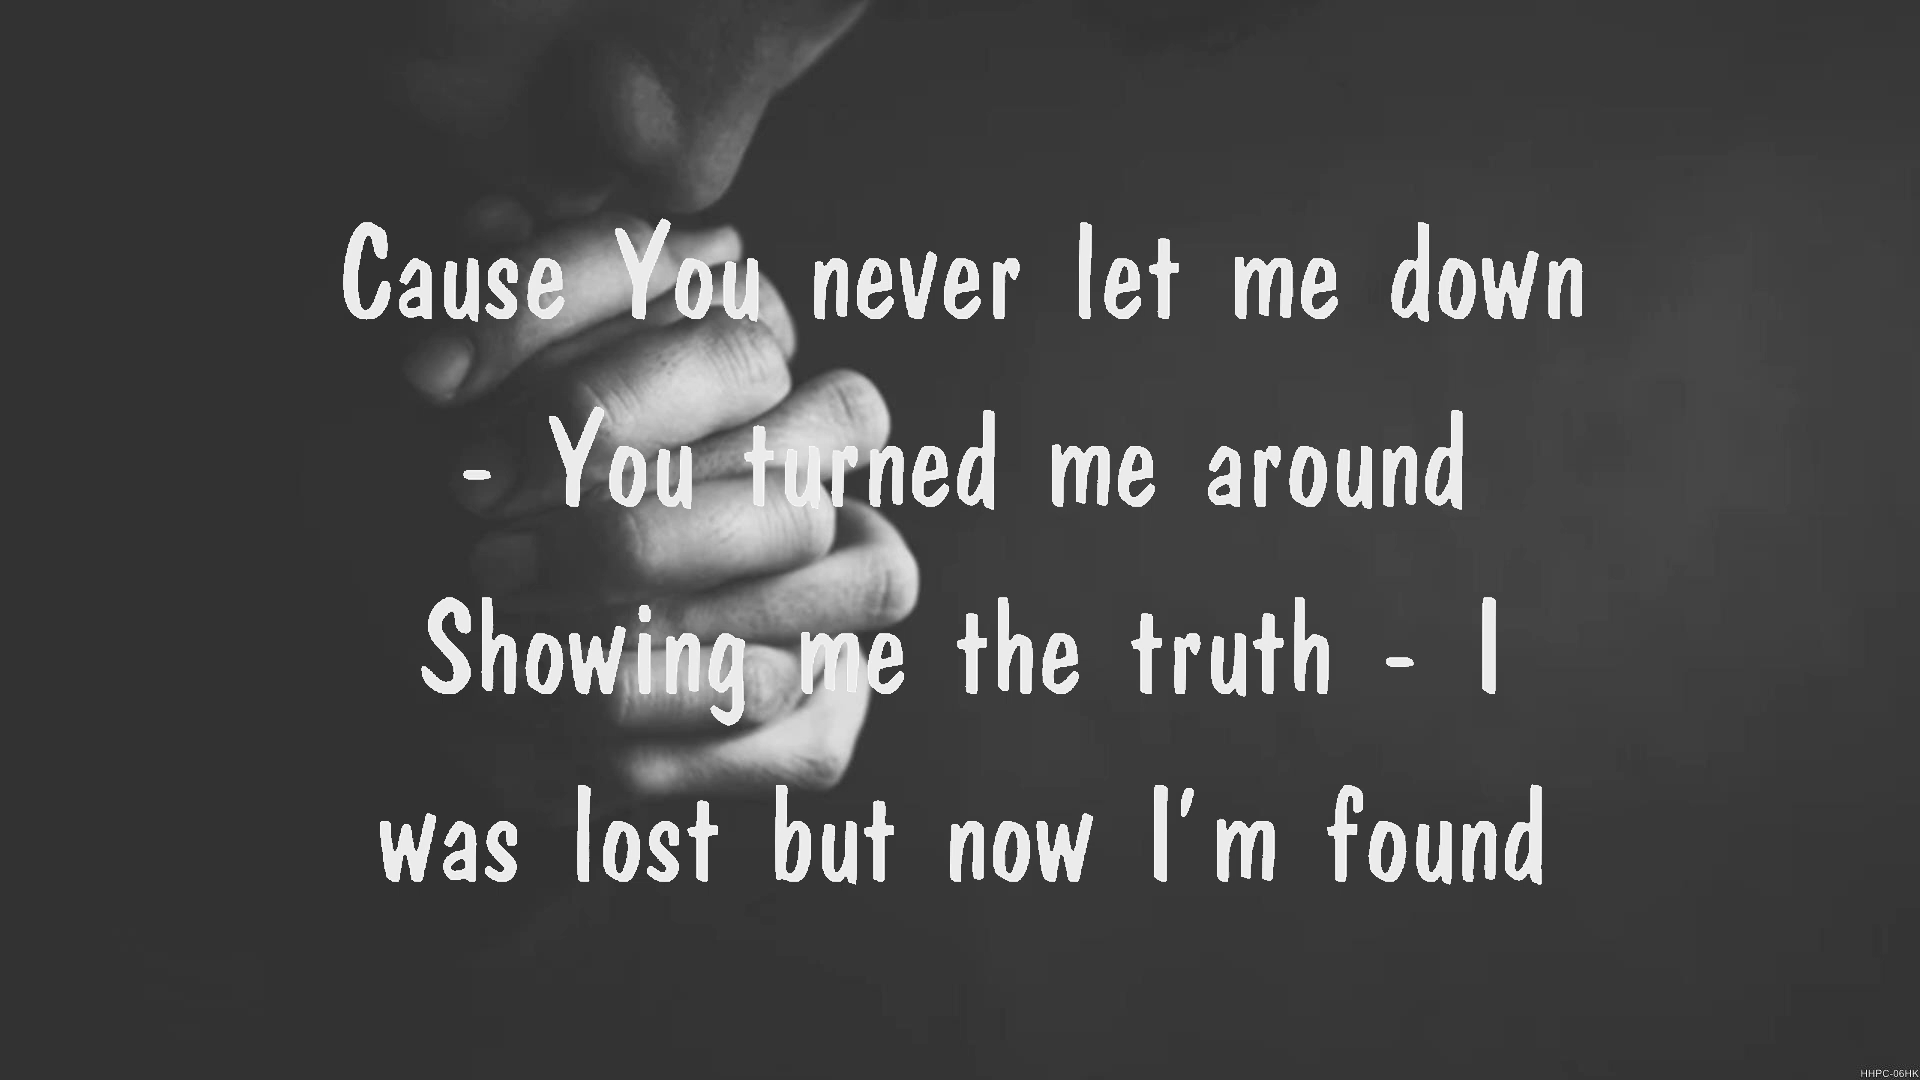 Cause You never let me down
- You turned me around
Showing me the truth - I
was lost but now I'm found
HHPC-06HK